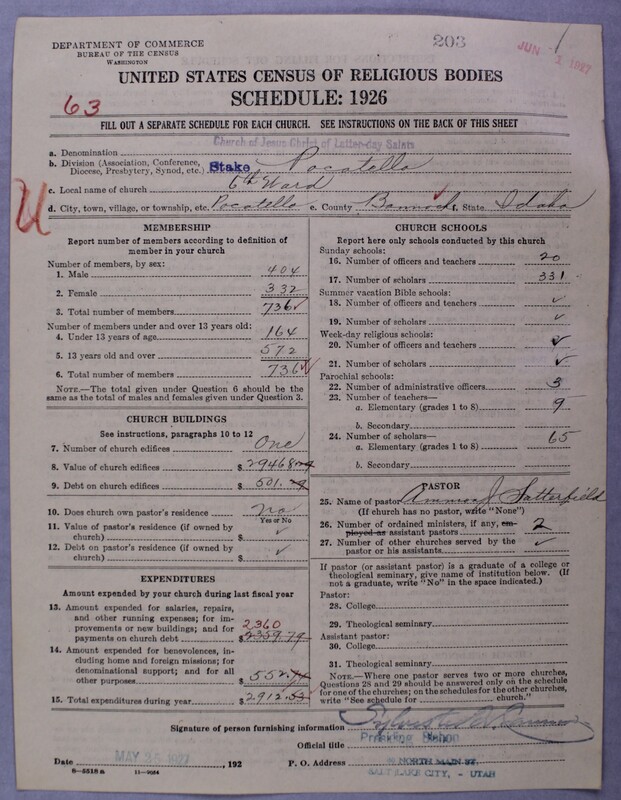 DEPARTMENT OF COMMERCE
BUREAU OF THE CENSUS
WASHINGTON
203
JUN 1927
UNITED STATES CENSUS OF RELIGIOUS BODIES
SCHEDULE: 1926
63
FILL OUT A SEPARATE SCHEDULE FOR EACH CHURCH. SEE INSTRUCTIONS ON THE BACK OF THIS SHEET
Church of Jesus Christ of Latter-day Saints
a. Denomination
b. Division (Association, Conference, Diocese, Presbytery, Synod, etc.) Stake Pocatello
c. Local name of church 6th Ward
d. City, town, village, or township, etc. Pocatello e. County Bannock f. State Idaho
MEMBERSHIP
Report number of members according to definition of
member in your church
Number of members, by sex:
1. Male 404
2. Female 332
3. Total number of members 736
Number of members under and over 13 years old:
4. Under 13 years of age 164
5. 13 years old and over 572
6. Total number of members 736
NOTE.—The total given under Question 6 should be
the same as the total of males and females given under Question 3.
CHURCH BUILDINGS
See instructions, paragraphs 10 to 12
7. Number of church edifices One
8. Value of church edifices $ 29468
9. Debt on church edifices $ 501.
10. Does church own pastor's residence? no
Yes or No
11. Value of pastor's residence (if owned by
church) $ ✓
12. Debt on pastor's residence (if owned by
church) $ ✓
EXPENDITURES
Amount expended by your church during last fiscal year
13. Amount expended for salaries, repairs,
and other running expenses; for im-
provements or new buildings; and for
payments on church debt $ 2359.79
2360
14. Amount expended for benevolences,
including home and foreign missions; for
denominational support; and for all
other purposes $ 552.
15. Total expenditures during year $ 2912.
CHURCH SCHOOLS
Report here only schools conducted by this church
Sunday schools:
16. Number of officers and teachers 20
17. Number of scholars 331
Summer vacation Bible schools:
18. Number of officers and teachers ✓
19. Number of scholars ✓
Week-day religious schools:
20. Number of officers and teachers ✓
21. Number of scholars ✓
Parochial schools:
22. Number of administrative officers 3
23. Number of teachers—
a. Elementary (grades 1 to 8) 9
b. Secondary
24. Number of scholars—
a. Elementary (grades 1 to 8) 65
b. Secondary
PASTOR
25. Name of pastor Satterfield
(If church has no pastor, write "None")
26. Number of ordained ministers, if any, em-
ployed as assistant pastors 2
27. Number of other churches served by the
pastor or his assistants ✓
If pastor (or assistant pastor) is a graduate of a college or
theological seminary, give name of institution below. (If
not a graduate, write "No" in the space indicated.)
Pastor:
28. College
29. Theological seminary
Assistant pastor:
30. College
31. Theological seminary
NOTE.—Where one pastor serves two or more churches,
Questions 28 and 29 should be answered only on the schedule
for one of the churches; on the schedules for the other churches,
write "See schedule for church."
Signature of person furnishing information
Official title Presiding Bishop
Date MAY 26 1927, 192 P. O. Address NORTH MAIN ST.
SALT LAKE CITY, - UTAH
8—5518a 11—9084